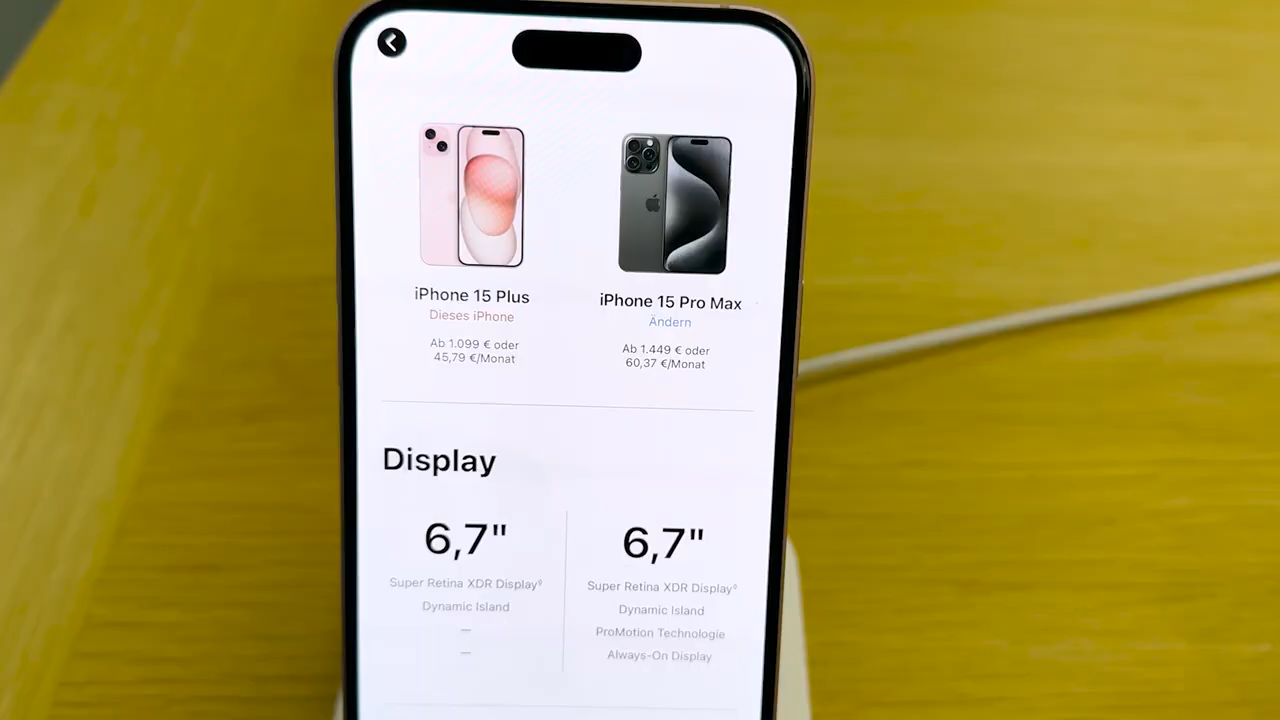 iPhone 15 Plus
Dieses iPhone
Ab 1.099 € oder
45,79 €/Monat
iPhone 15 Pro Max
Ändern
Ab 1.449 € oder
60,37 €/Monat
Display
6,7"
Super Retina XDR Display◊
Dynamic Island
—
—
6,7"
Super Retina XDR Display◊
Dynamic Island
ProMotion Technologie
Always-On Display